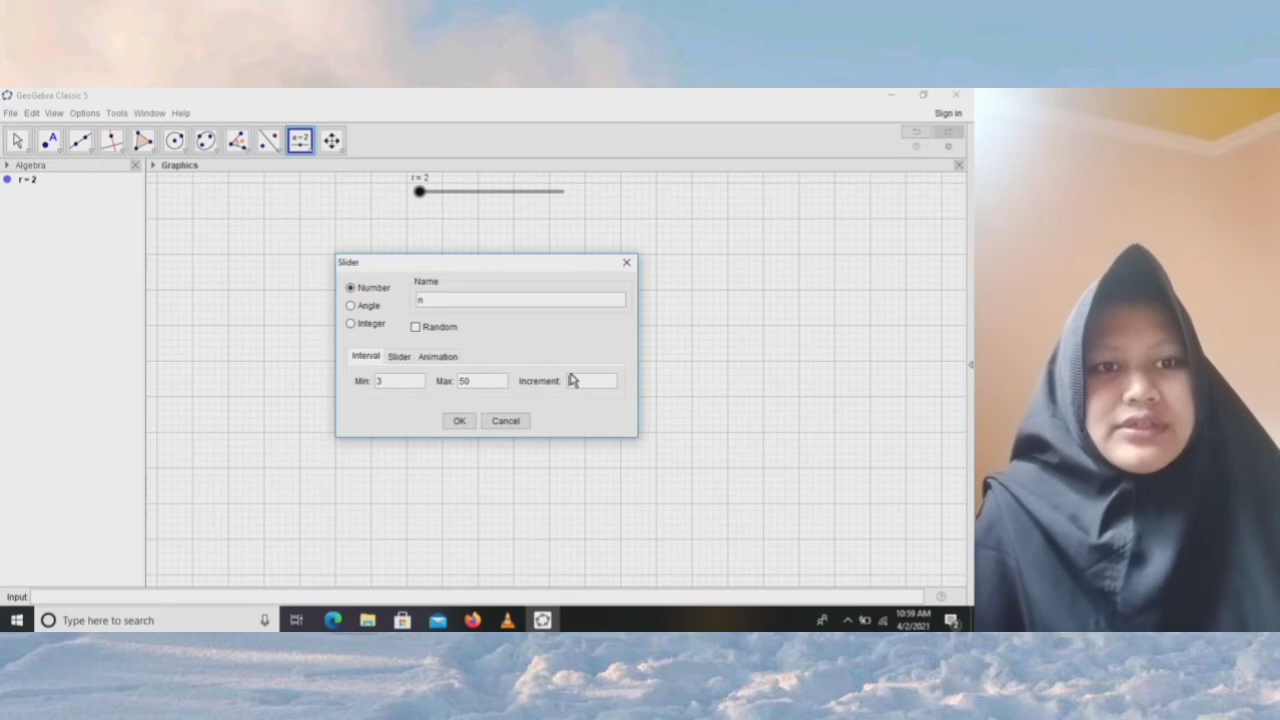 GeoGebra Classic 5
File Edit View Options Tools Window Help
Sign in
Algebra
Graphics
r = 2
r = 2
Slider
Number
Name
n
Angle
Integer
Random
Interval Slider Animation
Min: 3 Max: 50 Increment:
OK Cancel
Input:
Type here to search
10:59 AM
4/2/2021